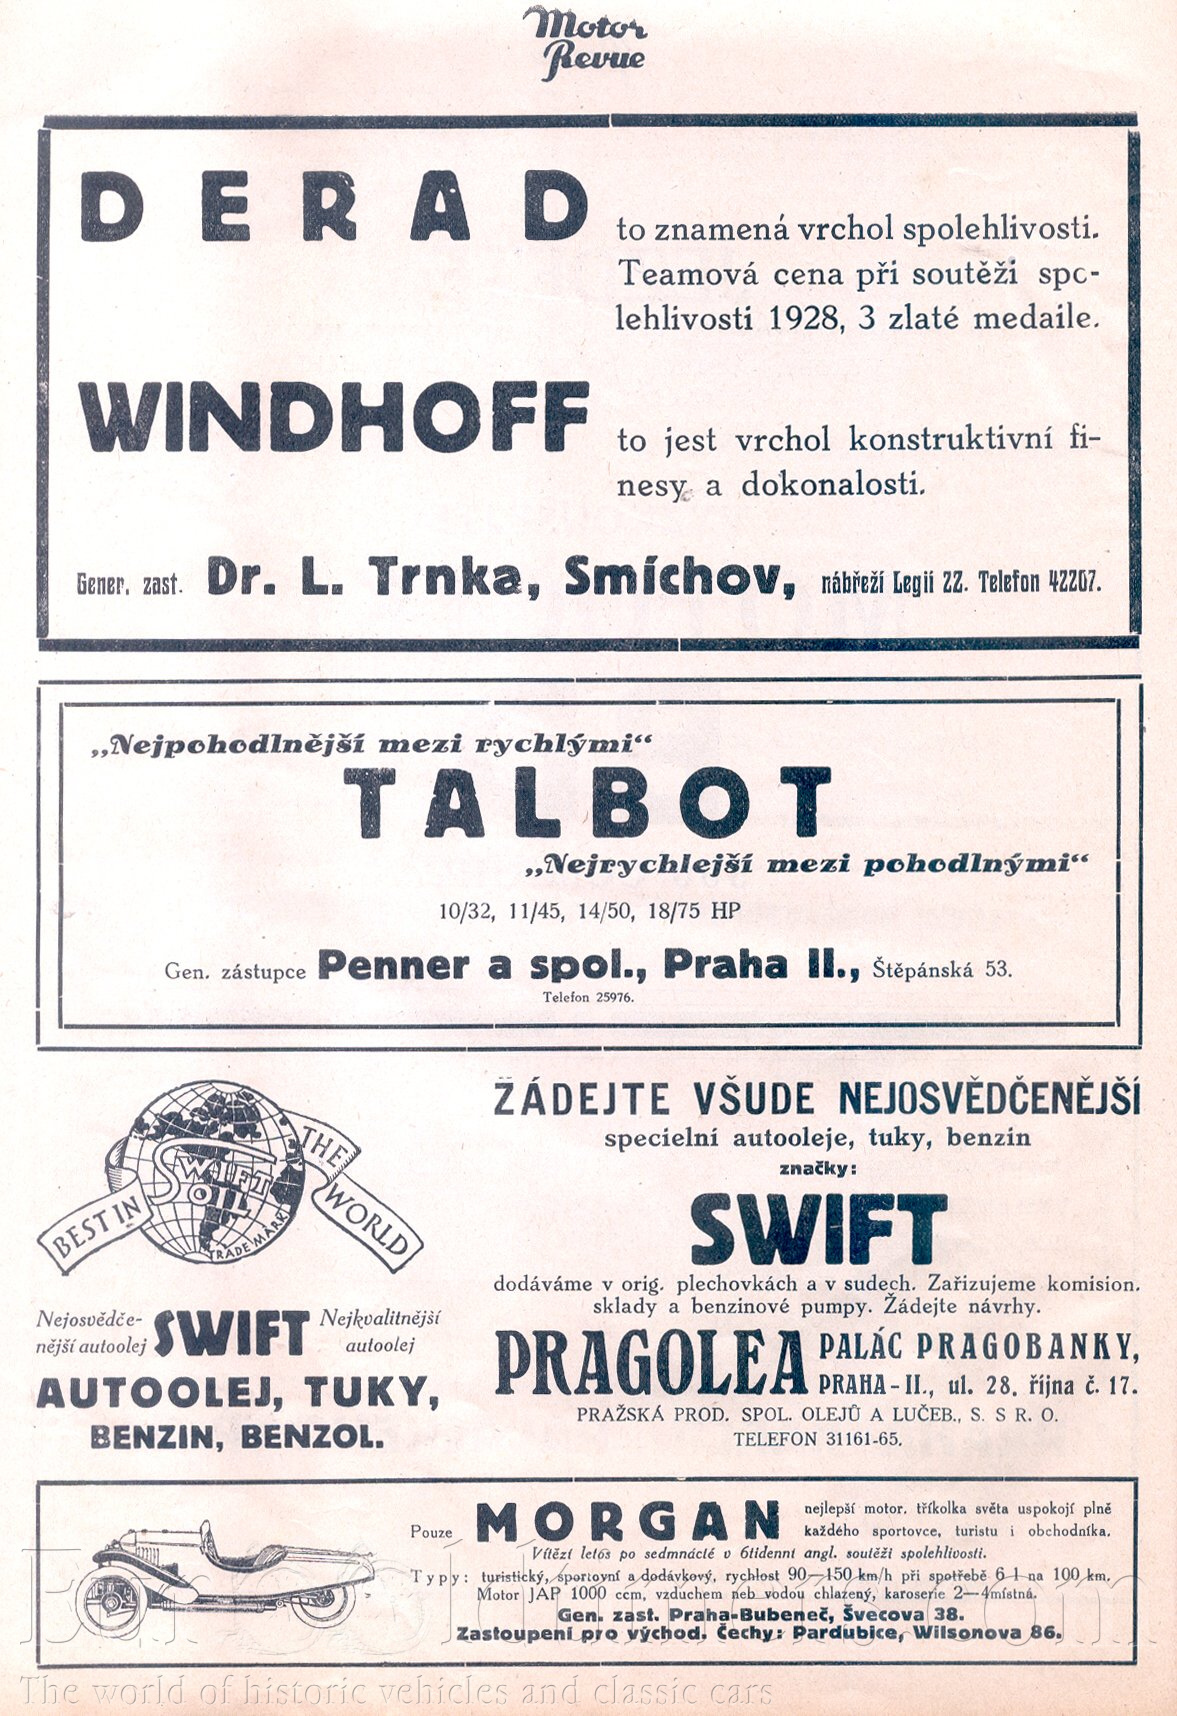 Motor
Revue
DERAD
to znamená vrchol spolehlivosti.
Teamová cena při soutěži spo-
lehlivosti 1928, 3 zlaté medaile.
WINDHOFF
to jest vrchol konstruktivní fi-
nesy a dokonalosti.
Gener. zast. Dr. L. Trnka, Smíchov, nábřeží Legií 22. Telefon 42207.
„Nejpohodlnější mezi rychlými“
TALBOT
„Nejrychlejší mezi pohodlnými“
10/32, 11/45, 14/50, 18/75 HP
Gen. zástupce Penner a spol., Praha II., Štěpánská 53.
Telefon 25976.
BEST IN THE WORLD
SWIFT
OIL
TRADE MARK
Nejosvědče-
nější autoolej
SWIFT
Nejkvalitnější
autoolej
AUTOOLEJ, TUKY,
BENZIN, BENZOL.
ŽÁDEJTE VŠUDE NEJOSVĚDČENĚJŠÍ
specielní autooleje, tuky, benzin
značky:
SWIFT
dodáváme v orig. plechovkách a v sudech. Zařizujeme komision.
sklady a benzinové pumpy. Žádejte návrhy.
PRAGOLEA
PALÁC PRAGOBANKY,
PRAHA-II., ul. 28. října č. 17.
PRAŽSKÁ PROD. SPOL. OLEJŮ A LUČEB., S. S R. O.
TELEFON 31161-65.
Pouze MORGAN
nejlepší motor. tříkolka světa uspokojí plně
každého sportovce, turistu i obchodníka.
Vítězí letos po sedmnácté v 6tidenní angl. soutěži spolehlivosti.
Typy: turistický, sportovní a dodávkový, rychlost 90—150 km/h při spotřebě 6 l na 100 km.
Motor JAP 1000 ccm, vzduchem neb vodou chlazený, karoserie 2—4místná.
Gen. zast. Praha-Bubeneč, Švecova 38.
Zastoupení pro východ. Čechy: Pardubice, Wilsonova 86.
EuroOldtimers.com
The world of historic vehicles and classic cars